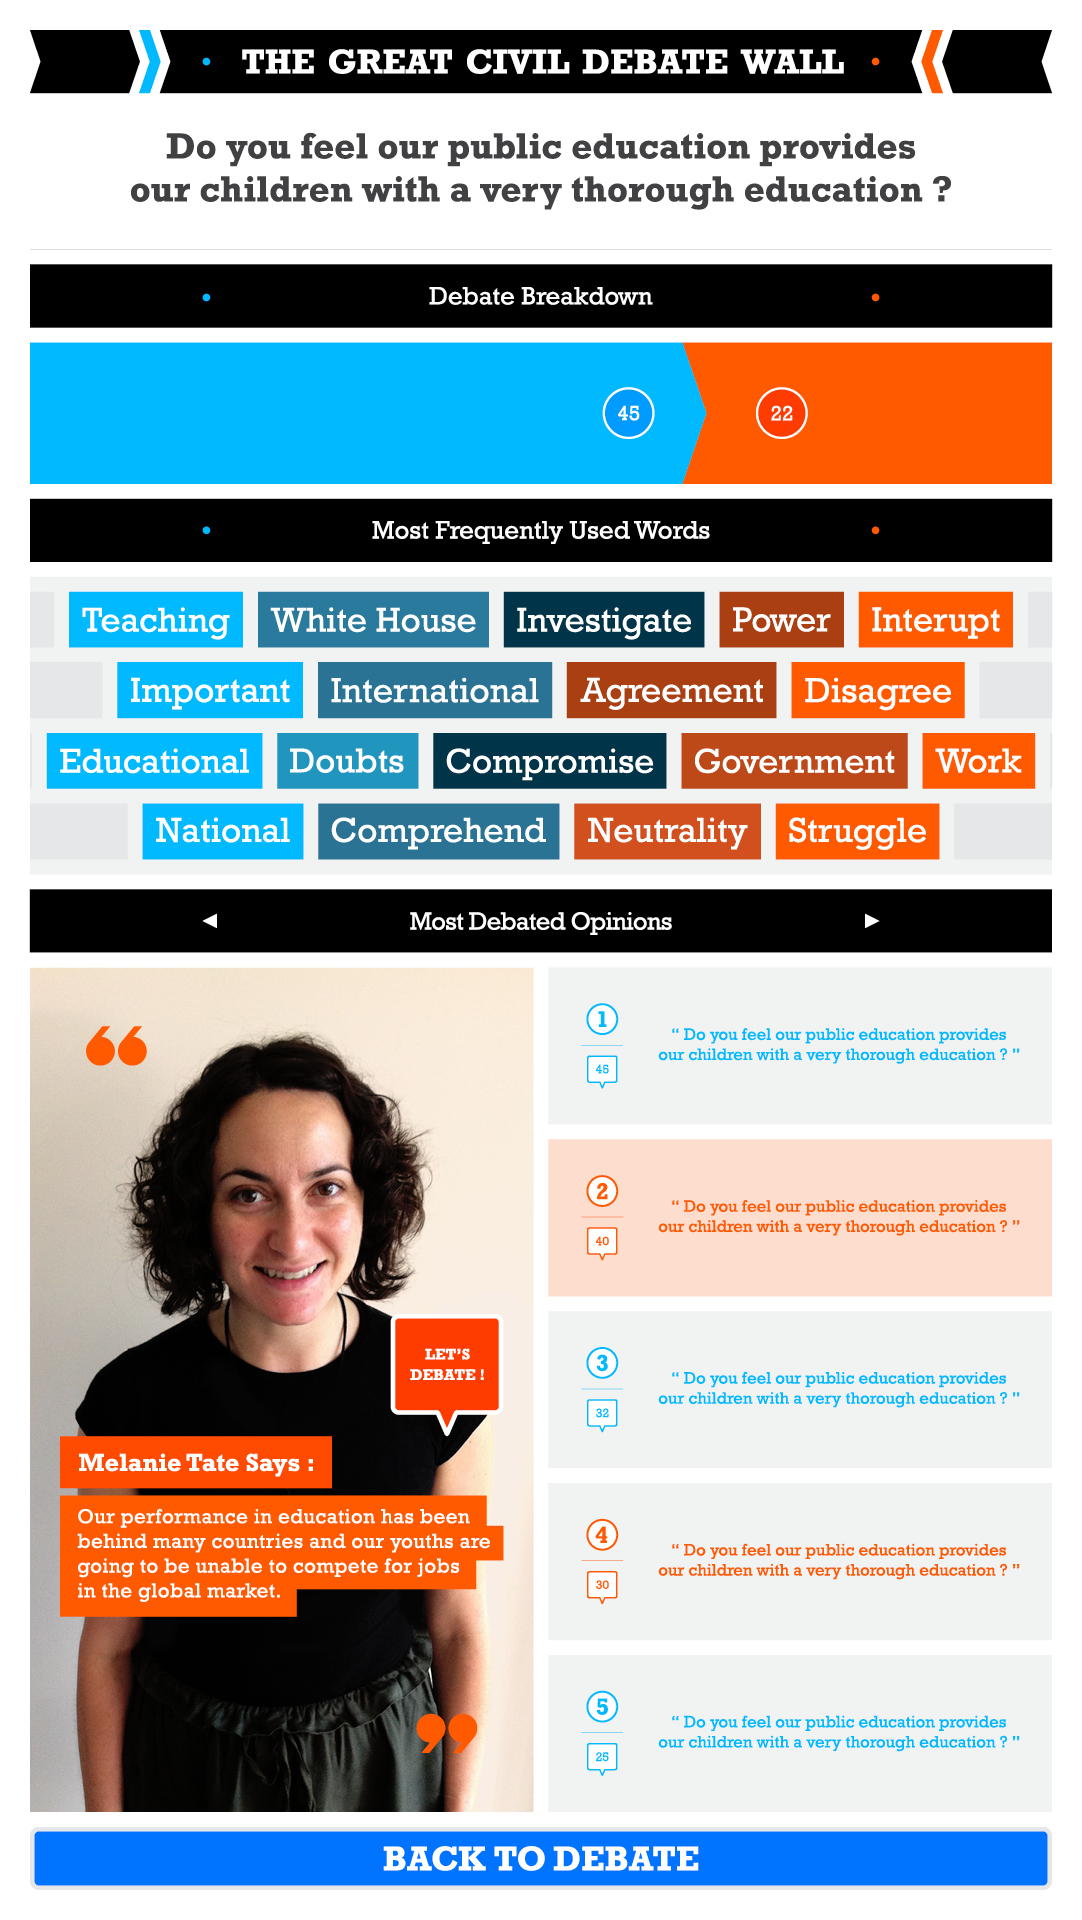 THE GREAT CIVIL DEBATE WALL
Do you feel our public education provides
our children with a very thorough education ?
Debate Breakdown
45
22
Most Frequently Used Words
Teaching White House Investigate Power Interupt
Important International Agreement Disagree
Educational Doubts Compromise Government Work
National Comprehend Neutrality Struggle
Most Debated Opinions
“
LET'S
DEBATE !
Melanie Tate Says :
Our performance in education has been
behind many countries and our youths are
going to be unable to compete for jobs
in the global market.
”
1
“ Do you feel our public education provides
our children with a very thorough education ? ”
45
2
“ Do you feel our public education provides
our children with a very thorough education ? ”
40
3
“ Do you feel our public education provides
our children with a very thorough education ? ”
32
4
“ Do you feel our public education provides
our children with a very thorough education ? ”
30
5
“ Do you feel our public education provides
our children with a very thorough education ? ”
25
BACK TO DEBATE